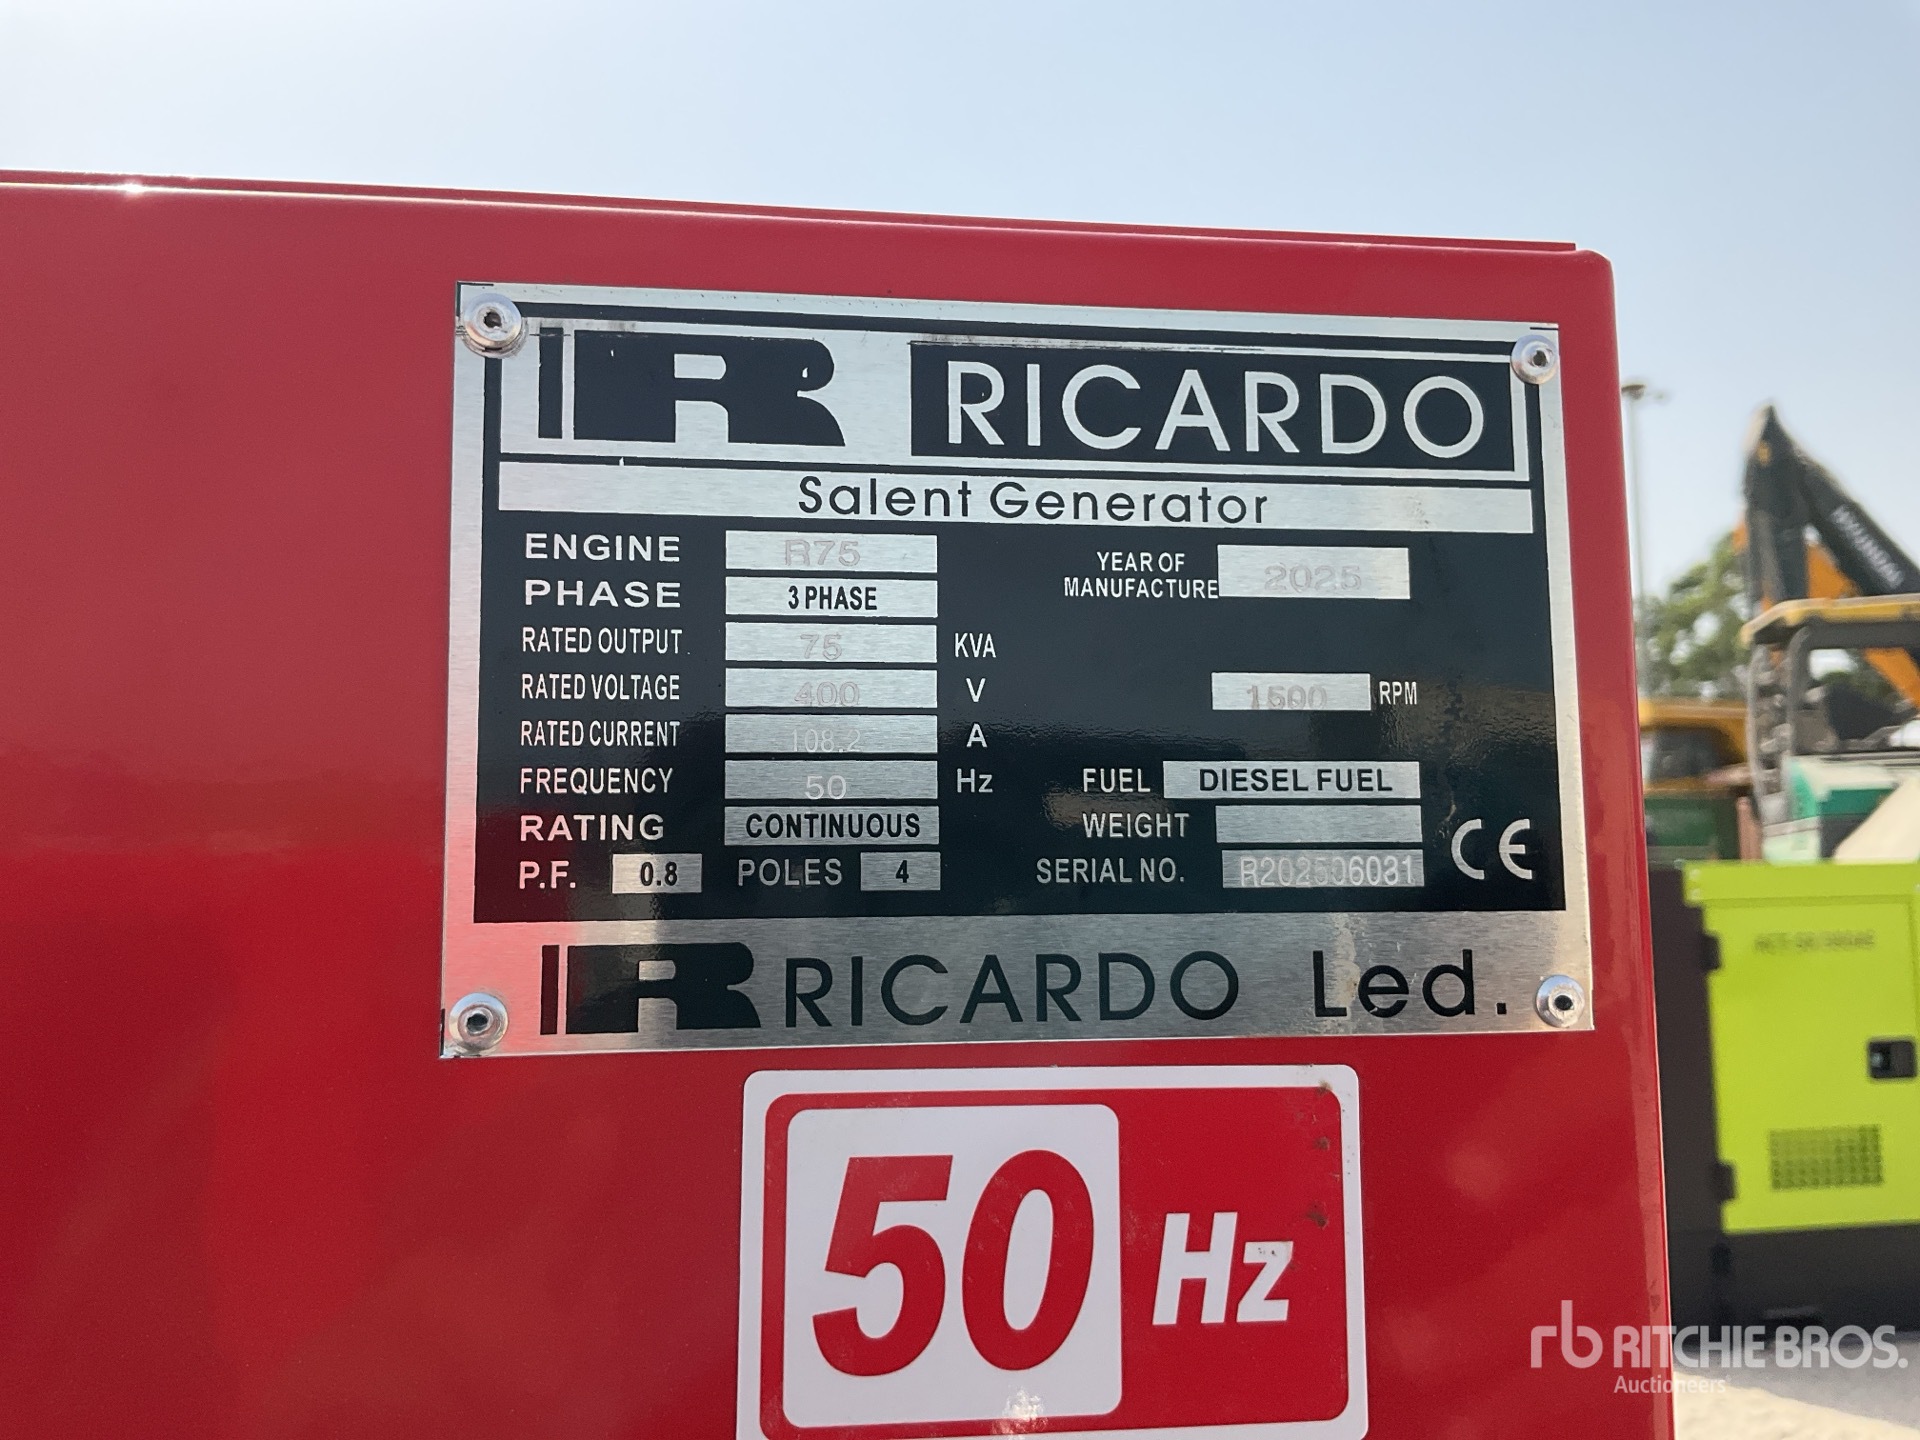 R RICARDO
Salent Generator
ENGINE R75
YEAR OF MANUFACTURE 2025
PHASE 3 PHASE
RATED OUTPUT 75 KVA
RATED VOLTAGE 400 V
1500 RPM
RATED CURRENT 108.2 A
FREQUENCY 50 Hz
FUEL DIESEL FUEL
RATING CONTINUOUS
WEIGHT
P.F. 0.8 POLES 4
SERIAL NO. R202506031
CE
R RICARDO Led.
50 Hz
HYUNDAI
rb RITCHIE BROS.
Auctioneers